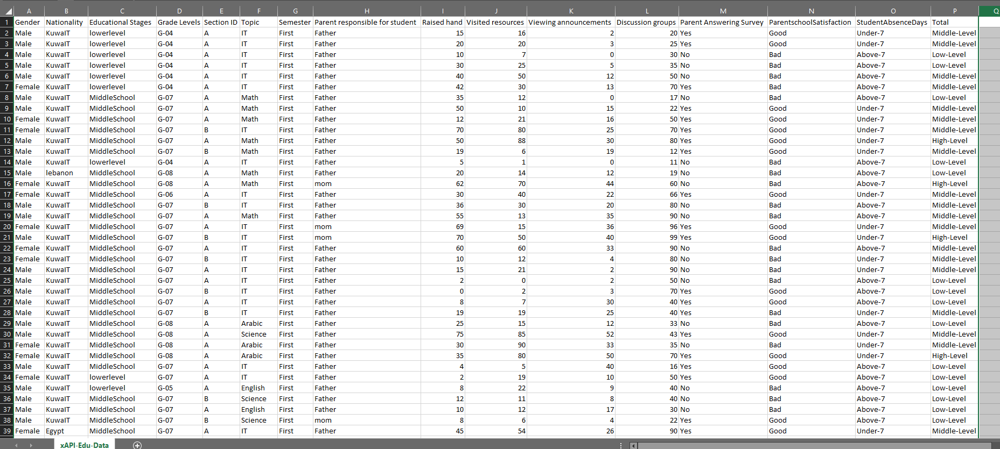 A B C D E F G H I J K L M N O P Q
1 Gender Nationality Educational Stages Grade Levels Section ID Topic Semester Parent responsible for student Raised hand Visited resources Viewing announcements Discussion groups Parent Answering Survey ParentschoolSatisfaction StudentAbsenceDays Total
2 Male KuwaIT lowerlevel G-04 A IT First Father 15 16 2 20 Yes Good Under-7 Middle-Level
3 Male KuwaIT lowerlevel G-04 A IT First Father 20 20 3 25 Yes Good Under-7 Middle-Level
4 Male KuwaIT lowerlevel G-04 A IT First Father 10 7 0 30 No Bad Above-7 Low-Level
5 Male KuwaIT lowerlevel G-04 A IT First Father 30 25 5 35 No Bad Above-7 Low-Level
6 Male KuwaIT lowerlevel G-04 A IT First Father 40 50 12 50 No Bad Above-7 Middle-Level
7 Female KuwaIT lowerlevel G-04 A IT First Father 42 30 13 70 Yes Bad Above-7 Middle-Level
8 Male KuwaIT MiddleSchool G-07 A Math First Father 35 12 0 17 No Bad Above-7 Low-Level
9 Male KuwaIT MiddleSchool G-07 A Math First Father 50 10 15 22 Yes Good Under-7 Middle-Level
10 Female KuwaIT MiddleSchool G-07 A Math First Father 12 21 16 50 Yes Good Under-7 Middle-Level
11 Female KuwaIT MiddleSchool G-07 B IT First Father 70 80 25 70 Yes Good Under-7 Middle-Level
12 Male KuwaIT MiddleSchool G-07 A Math First Father 50 88 30 80 Yes Good Under-7 High-Level
13 Male KuwaIT MiddleSchool G-07 B Math First Father 19 6 19 12 Yes Good Under-7 Middle-Level
14 Male KuwaIT lowerlevel G-04 A IT First Father 5 1 0 11 No Bad Above-7 Low-Level
15 Male lebanon MiddleSchool G-08 A Math First Father 20 14 12 19 No Bad Above-7 Low-Level
16 Female KuwaIT MiddleSchool G-08 A Math First mom 62 70 44 60 No Bad Above-7 High-Level
17 Female KuwaIT MiddleSchool G-06 A IT First Father 30 40 22 66 Yes Good Under-7 Middle-Level
18 Male KuwaIT MiddleSchool G-07 B IT First Father 36 30 20 80 No Bad Above-7 Middle-Level
19 Male KuwaIT MiddleSchool G-07 A Math First Father 55 13 35 90 No Bad Above-7 Middle-Level
20 Female KuwaIT MiddleSchool G-07 A IT First mom 69 15 36 96 Yes Good Under-7 Middle-Level
21 Male KuwaIT MiddleSchool G-07 B IT First mom 70 50 40 99 Yes Good Under-7 High-Level
22 Female KuwaIT MiddleSchool G-07 A IT First Father 60 60 33 90 No Bad Above-7 Middle-Level
23 Female KuwaIT MiddleSchool G-07 B IT First Father 10 12 4 80 No Bad Under-7 Middle-Level
24 Male KuwaIT MiddleSchool G-07 A IT First Father 15 21 2 90 No Bad Under-7 Middle-Level
25 Male KuwaIT MiddleSchool G-07 A IT First Father 2 0 2 50 No Bad Above-7 Low-Level
26 Male KuwaIT MiddleSchool G-07 B IT First Father 0 2 3 70 Yes Good Above-7 Low-Level
27 Male KuwaIT MiddleSchool G-07 A IT First Father 8 7 30 40 Yes Good Above-7 Low-Level
28 Male KuwaIT MiddleSchool G-07 B IT First Father 19 19 25 40 Yes Bad Under-7 Middle-Level
29 Male KuwaIT MiddleSchool G-08 A Arabic First Father 25 15 12 33 No Bad Above-7 Low-Level
30 Male KuwaIT MiddleSchool G-08 A Science First Father 75 85 52 43 Yes Good Under-7 Middle-Level
31 Female KuwaIT MiddleSchool G-08 A Arabic First Father 30 90 33 35 No Bad Under-7 Middle-Level
32 Female KuwaIT MiddleSchool G-08 A Arabic First Father 35 80 50 70 Yes Good Under-7 High-Level
33 Male KuwaIT MiddleSchool G-07 A IT First Father 4 5 40 16 Yes Good Above-7 Low-Level
34 Female KuwaIT lowerlevel G-07 A IT First Father 2 19 10 50 Yes Good Above-7 Low-Level
35 Male KuwaIT lowerlevel G-05 A English First Father 8 22 9 40 No Bad Above-7 Low-Level
36 Male KuwaIT MiddleSchool G-07 B Science First Father 12 11 8 40 No Bad Above-7 Low-Level
37 Male KuwaIT MiddleSchool G-07 A English First Father 10 12 17 30 No Bad Above-7 Low-Level
38 Male KuwaIT MiddleSchool G-07 B Science First mom 8 6 4 22 Yes Good Above-7 Low-Level
39 Female Egypt MiddleSchool G-07 A IT First Father 45 54 26 90 Yes Good Under-7 Middle-Level
xAPI-Edu-Data